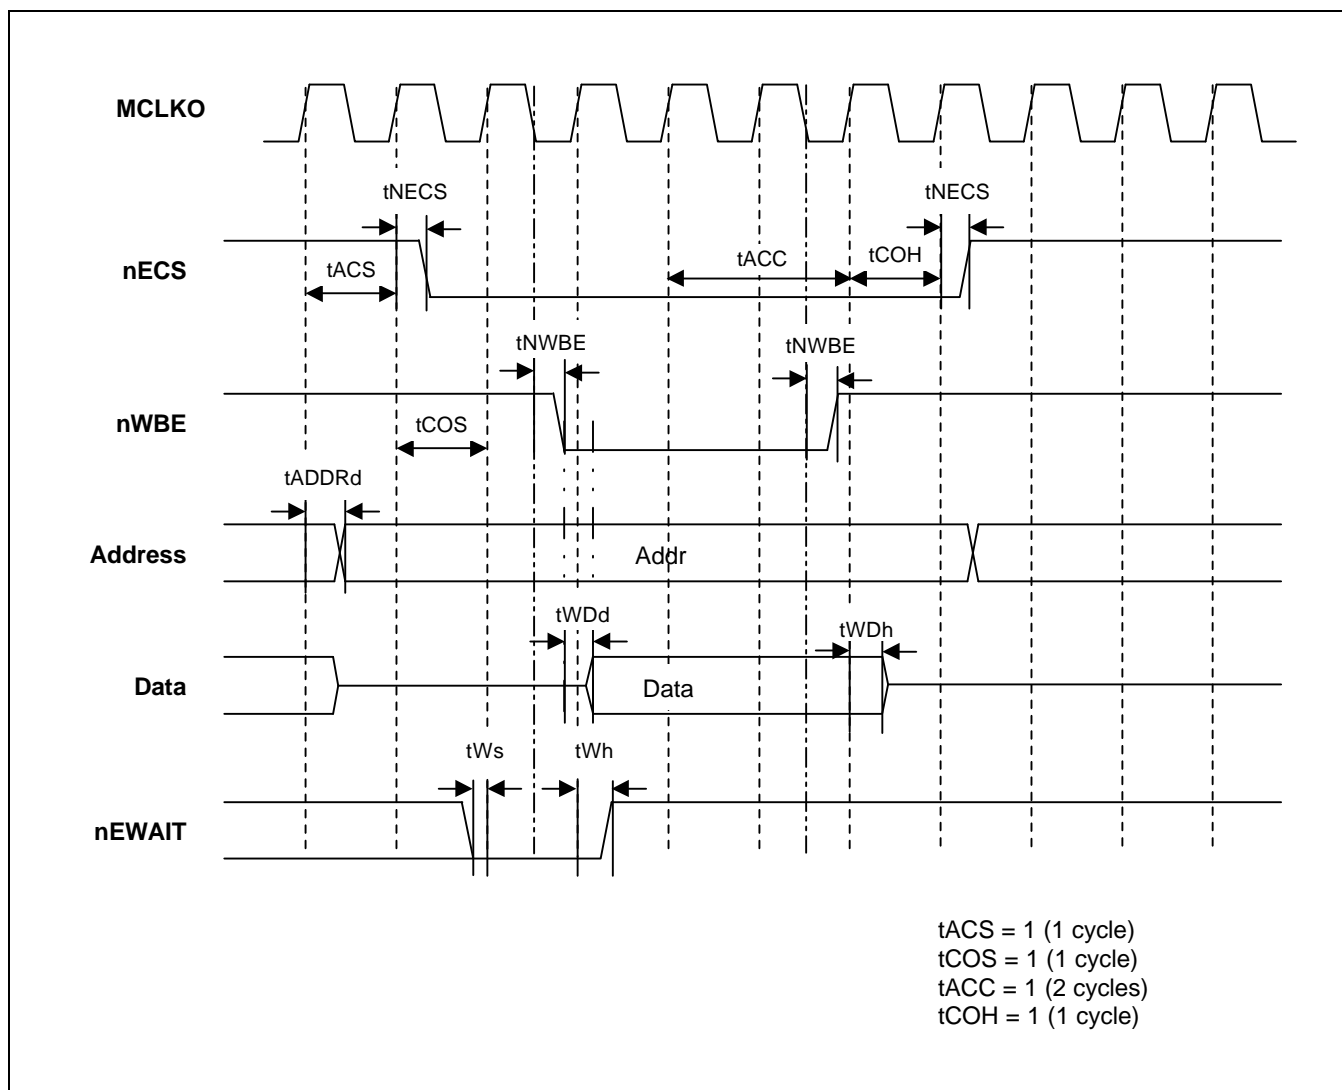 MCLKO
tNECS
tNECS
nECS
tACS
tACC
tCOH
tNWBE
tNWBE
nWBE
tCOS
tADDRd
Address
Addr
tWDd
tWDh
Data
Data
tWs
tWh
nEWAIT
tACS = 1 (1 cycle)
tCOS = 1 (1 cycle)
tACC = 1 (2 cycles)
tCOH = 1 (1 cycle)